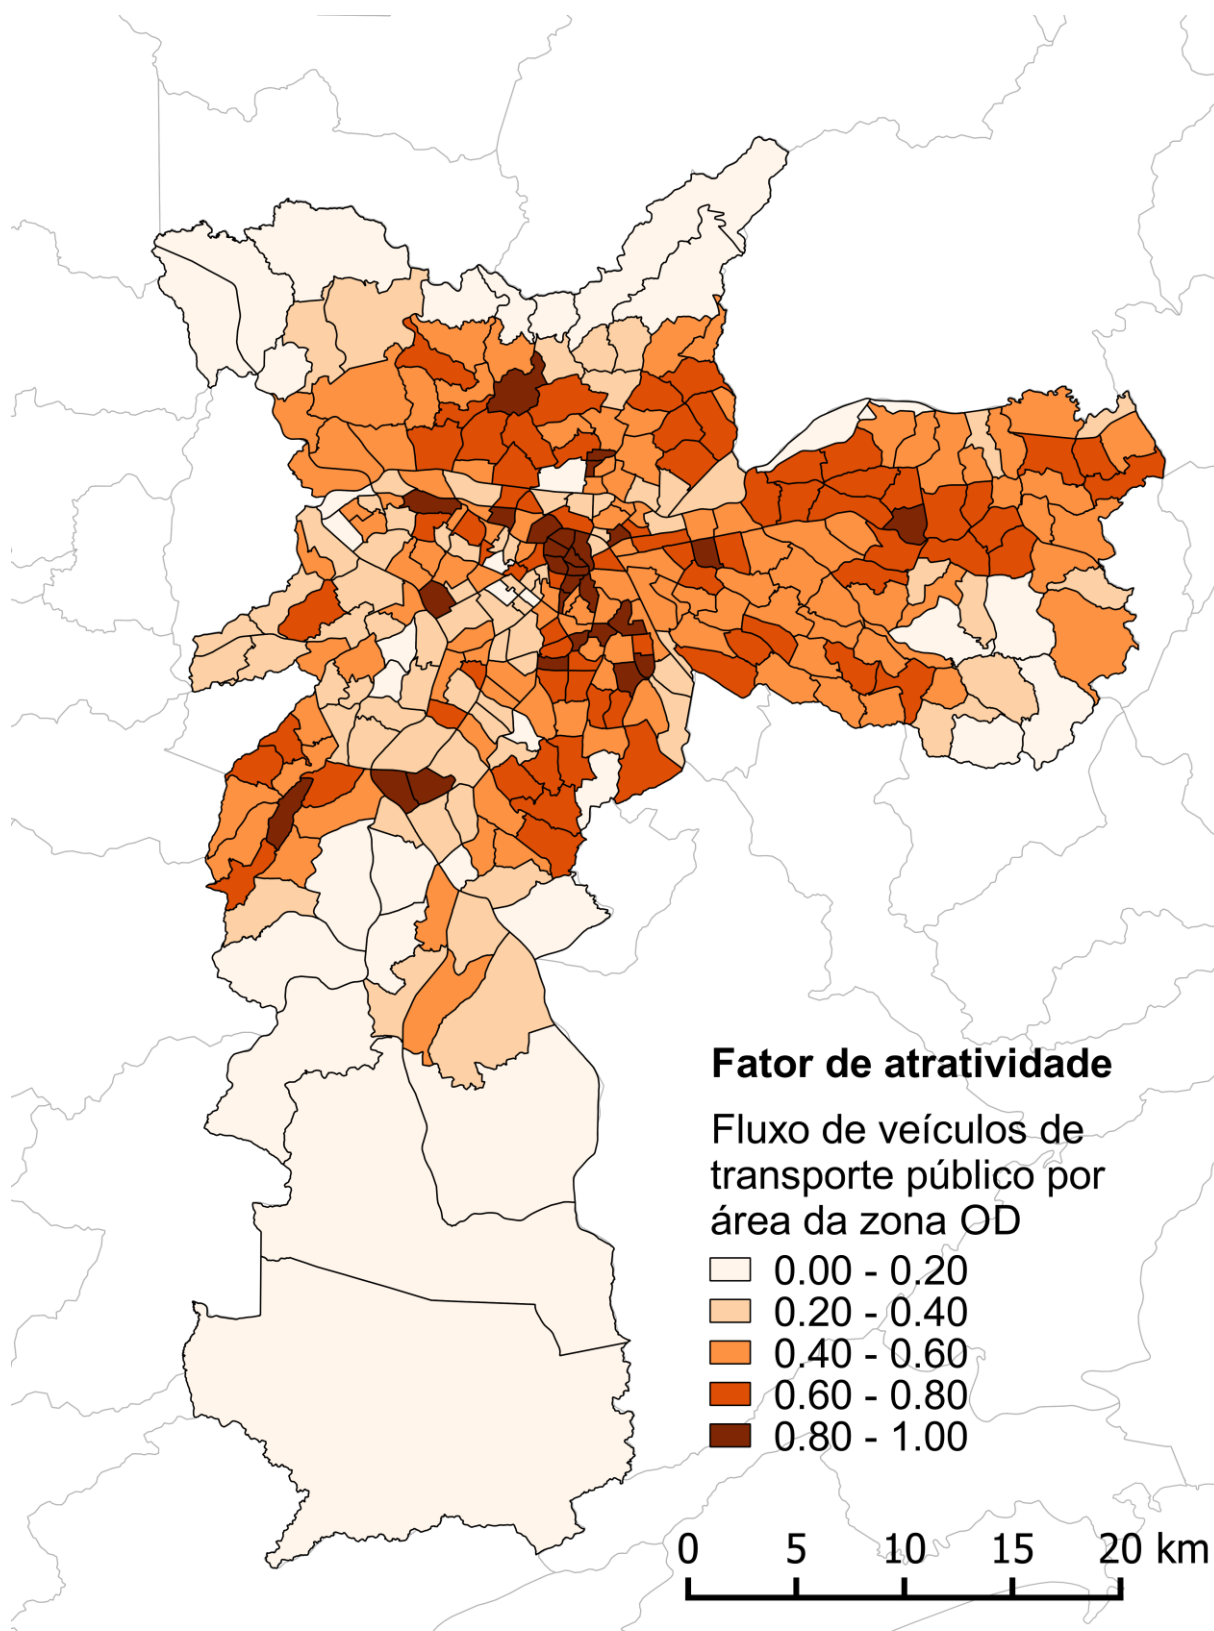 Fator de atratividade
Fluxo de veículos de
transporte público por
área da zona OD
0.00 - 0.20
0.20 - 0.40
0.40 - 0.60
0.60 - 0.80
0.80 - 1.00
0 5 10 15 20 km